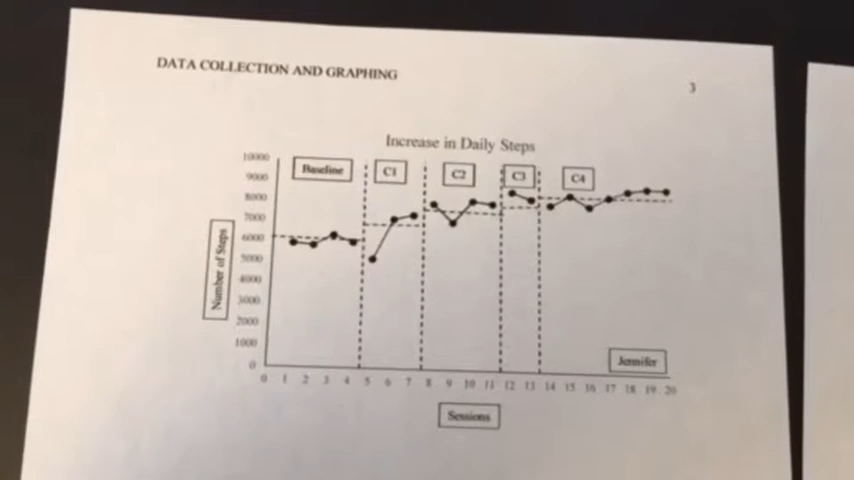 DATA COLLECTION AND GRAPHING
3
Increase in Daily Steps
Baseline C1 C2 C3 C4
10000
9000
8000
7000
6000
5000
4000
3000
2000
1000
0
Number of Steps
Jennifer
0 1 2 3 4 5 6 7 8 9 10 11 12 13 14 15 16 17 18 19 20
Sessions